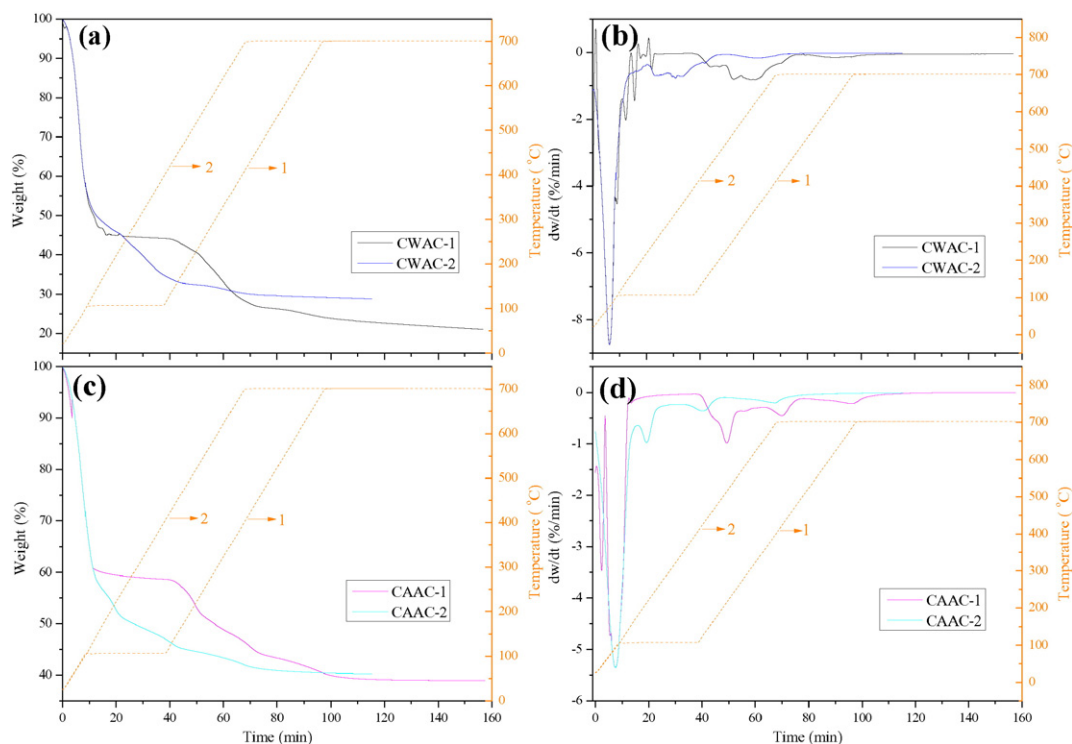 (a)
100
90
80
70
60
50
40
30
20
Weight (%)
700
600
500
400
300
200
100
0
Temperature ( °C)
2
1
CWAC-1
CWAC-2
(b)
0
-2
-4
-6
-8
dw/dt (%/min)
800
700
600
500
400
300
200
100
0
Temperature ( °C)
2
1
CWAC-1
CWAC-2
(c)
100
90
80
70
60
50
40
Weight (%)
700
600
500
400
300
200
100
0
Temperature ( °C)
2
1
CAAC-1
CAAC-2
0 20 40 60 80 100 120 140 160
Time (min)
(d)
0
-1
-2
-3
-4
-5
-6
dw/dt (%/min)
800
700
600
500
400
300
200
100
0
Temperature ( °C)
2
1
CAAC-1
CAAC-2
0 20 40 60 80 100 120 140 160
Time (min)